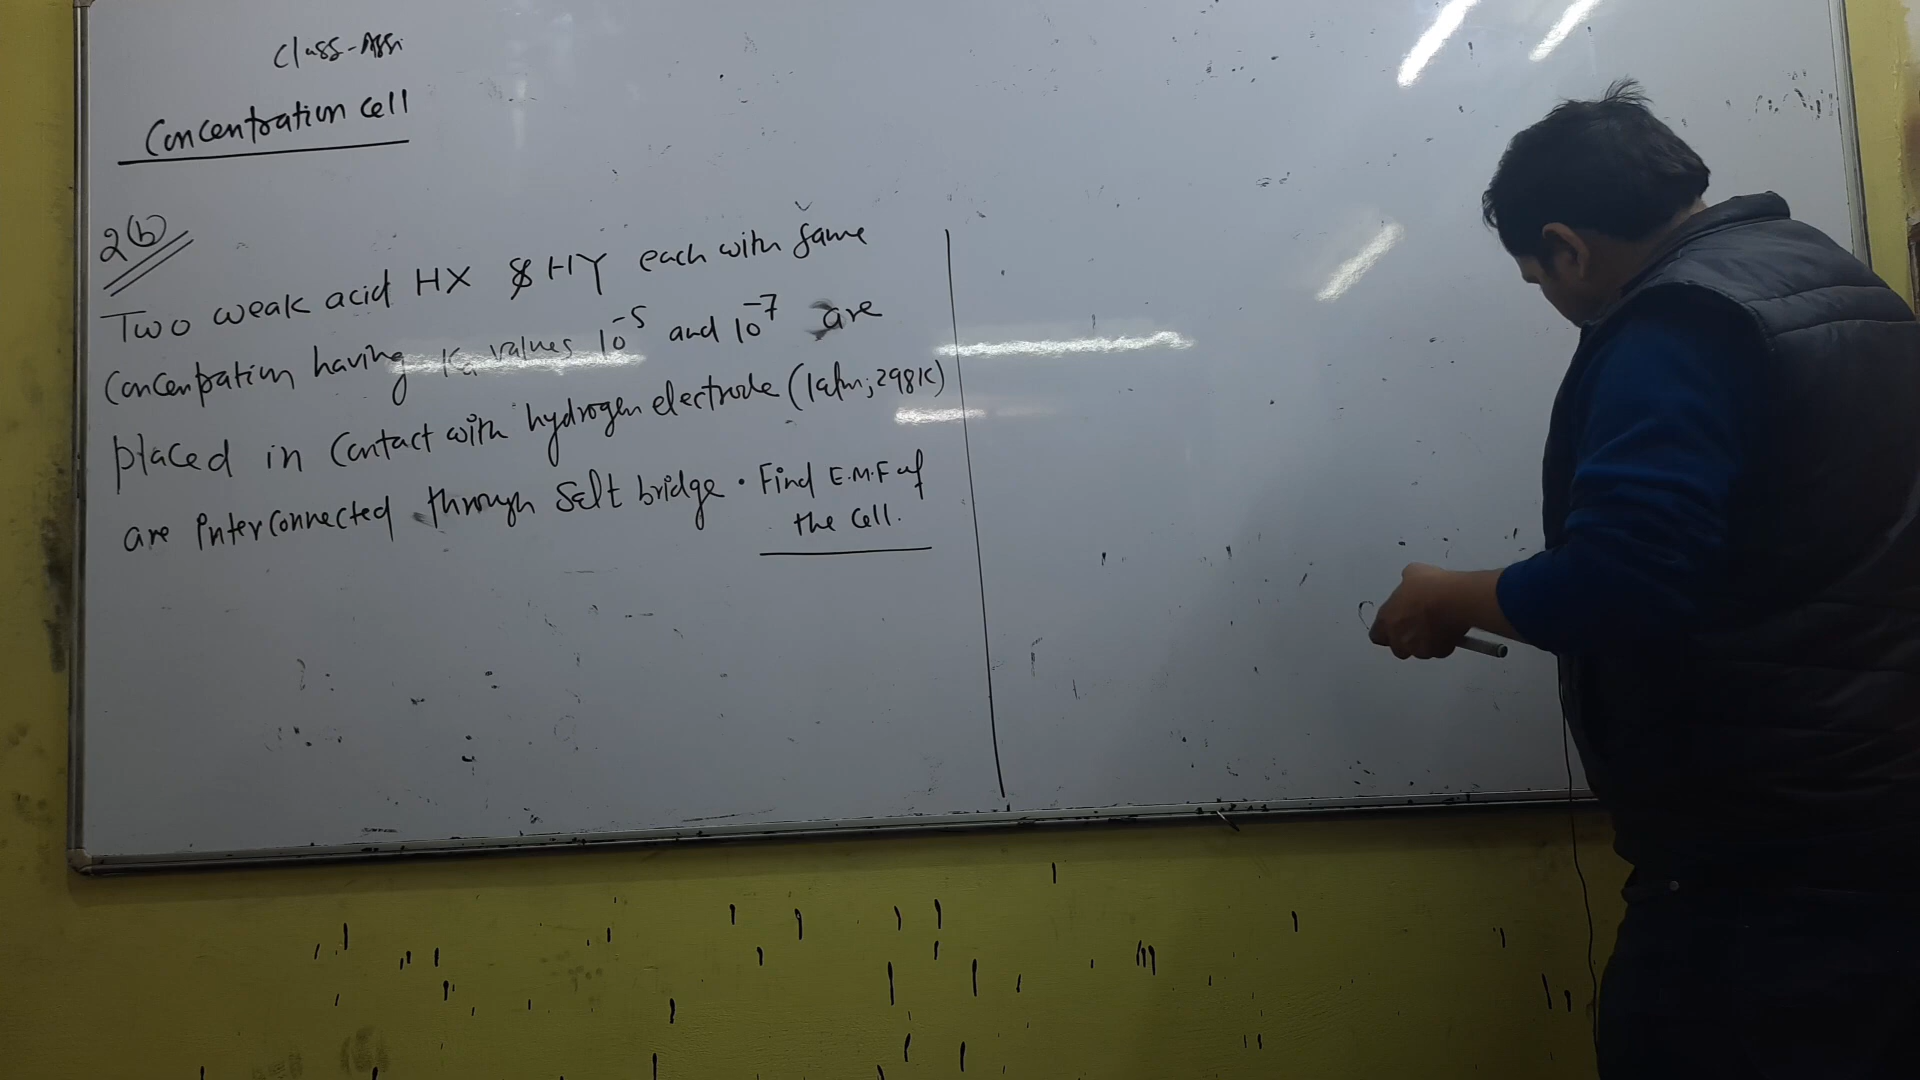 Class-Assi
Concentration cell
2(b)
Two weak acid HX & HY each with same
Concentration having Ka values 10⁻⁵ and 10⁻⁷ are
placed in Contact with hydrogen electrode (1atm; 298K)
are interconnected through Salt bridge. Find E.M.F of
the Cell.